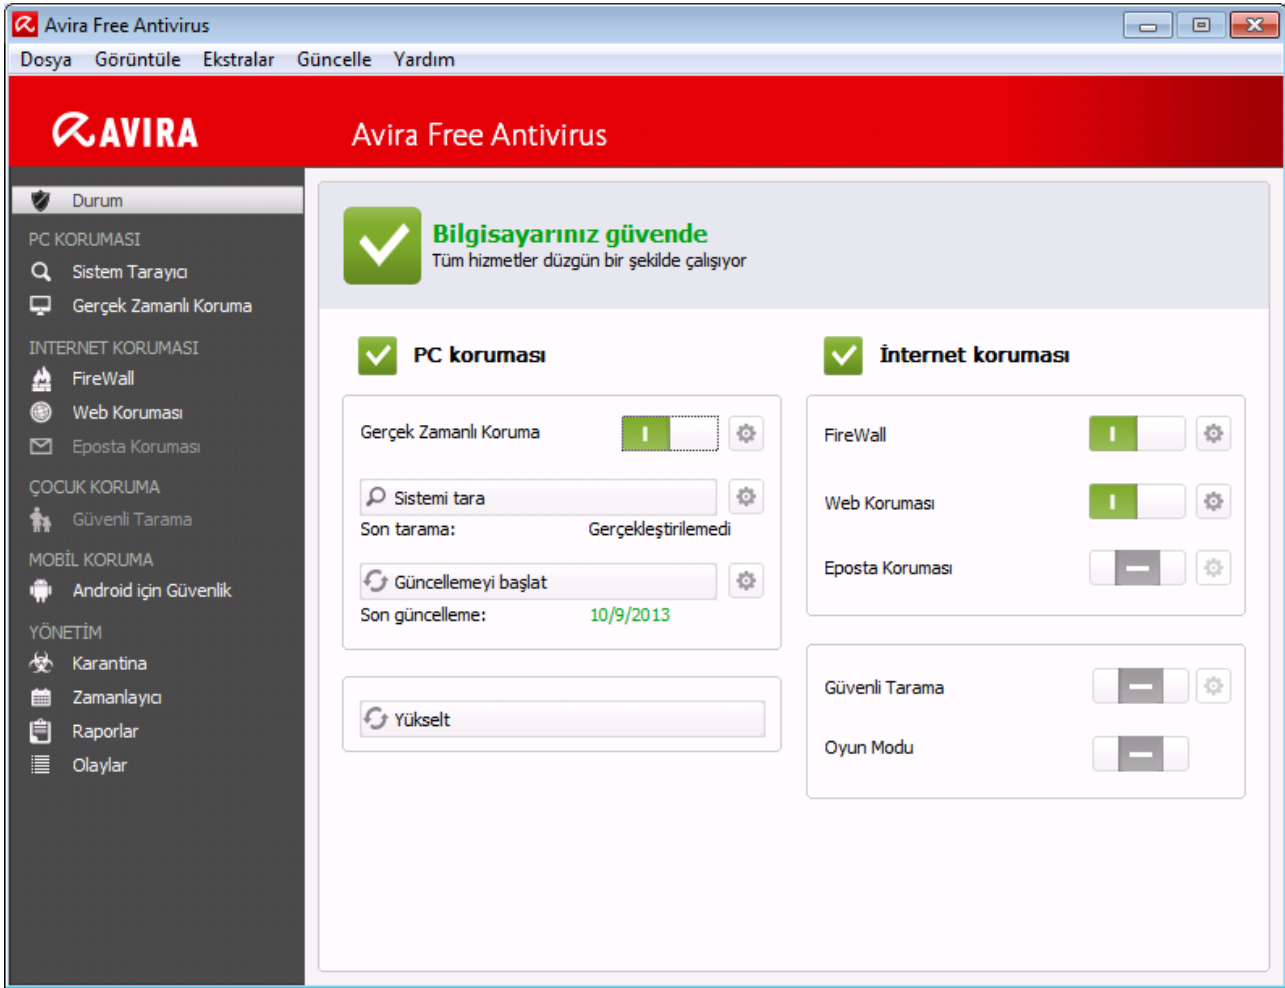 Avira Free Antivirus
Dosya Görüntüle Ekstralar Güncelle Yardım
AVIRA
Avira Free Antivirus
Durum
PC KORUMASI
Sistem Tarayıcı
Gerçek Zamanlı Koruma
INTERNET KORUMASI
FireWall
Web Koruması
Eposta Koruması
ÇOCUK KORUMA
Güvenli Tarama
MOBİL KORUMA
Android için Güvenlik
YÖNETİM
Karantina
Zamanlayıcı
Raporlar
Olaylar
Bilgisayarınız güvende
Tüm hizmetler düzgün bir şekilde çalışıyor
PC koruması
Gerçek Zamanlı Koruma
Sistemi tara
Son tarama: Gerçekleştirilemedi
Güncellemeyi başlat
Son güncelleme: 10/9/2013
Yükselt
İnternet koruması
FireWall
Web Koruması
Eposta Koruması
Güvenli Tarama
Oyun Modu